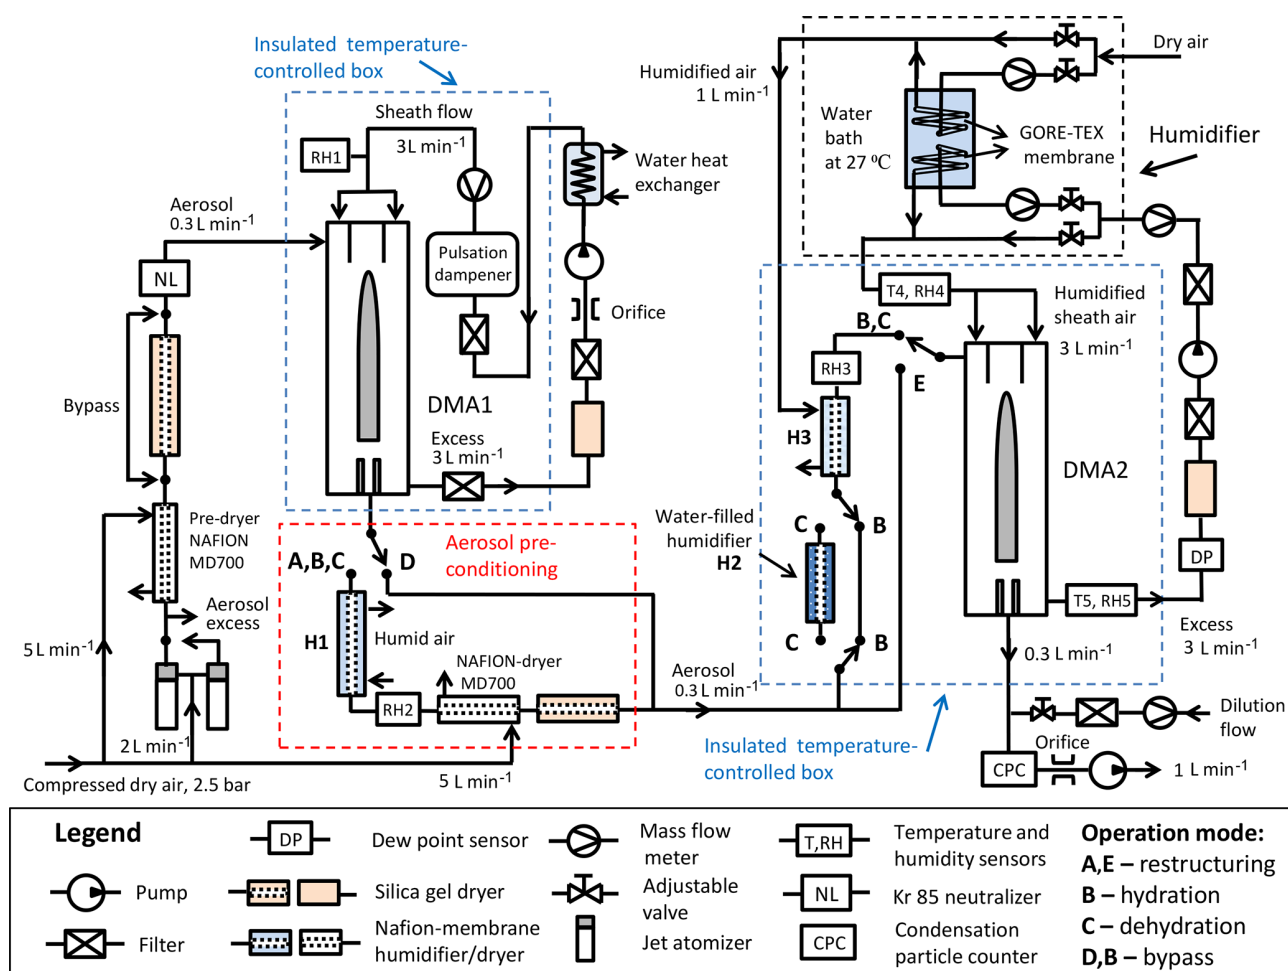 Insulated temperature-
controlled box
Sheath flow
3L min-1
RH1
Water heat
exchanger
Aerosol
0.3 L min-1
NL
Pulsation
dampener
Orifice
Bypass
DMA1
Excess
3 L min-1
Pre-dryer
NAFION
MD700
Aerosol
excess
5 L min-1
2 L min-1
Compressed dry air, 2.5 bar
Aerosol pre-
conditioning
A,B,C
D
H1
Humid air
NAFION-dryer
MD700
RH2
5 L min-1
Aerosol
0.3 L min-1
Humidified air
1 L min-1
Dry air
Water
bath
at 27 ºC
GORE-TEX
membrane
Humidifier
T4, RH4
Humidified
sheath air
3 L min-1
B,C
E
RH3
H3
DMA2
Water-filled
humidifier
H2
C
B
C
B
DP
T5, RH5
Excess
3 L min-1
0.3 L min-1
Insulated temperature-
controlled box
Dilution
flow
Orifice
CPC
1 L min-1
Legend
Pump
Filter
DP
Dew point sensor
Silica gel dryer
Nafion-membrane
humidifier/dryer
Mass flow
meter
Adjustable
valve
Jet atomizer
T,RH
Temperature and
humidity sensors
NL
Kr 85 neutralizer
CPC
Condensation
particle counter
Operation mode:
A,E – restructuring
B – hydration
C – dehydration
D,B – bypass